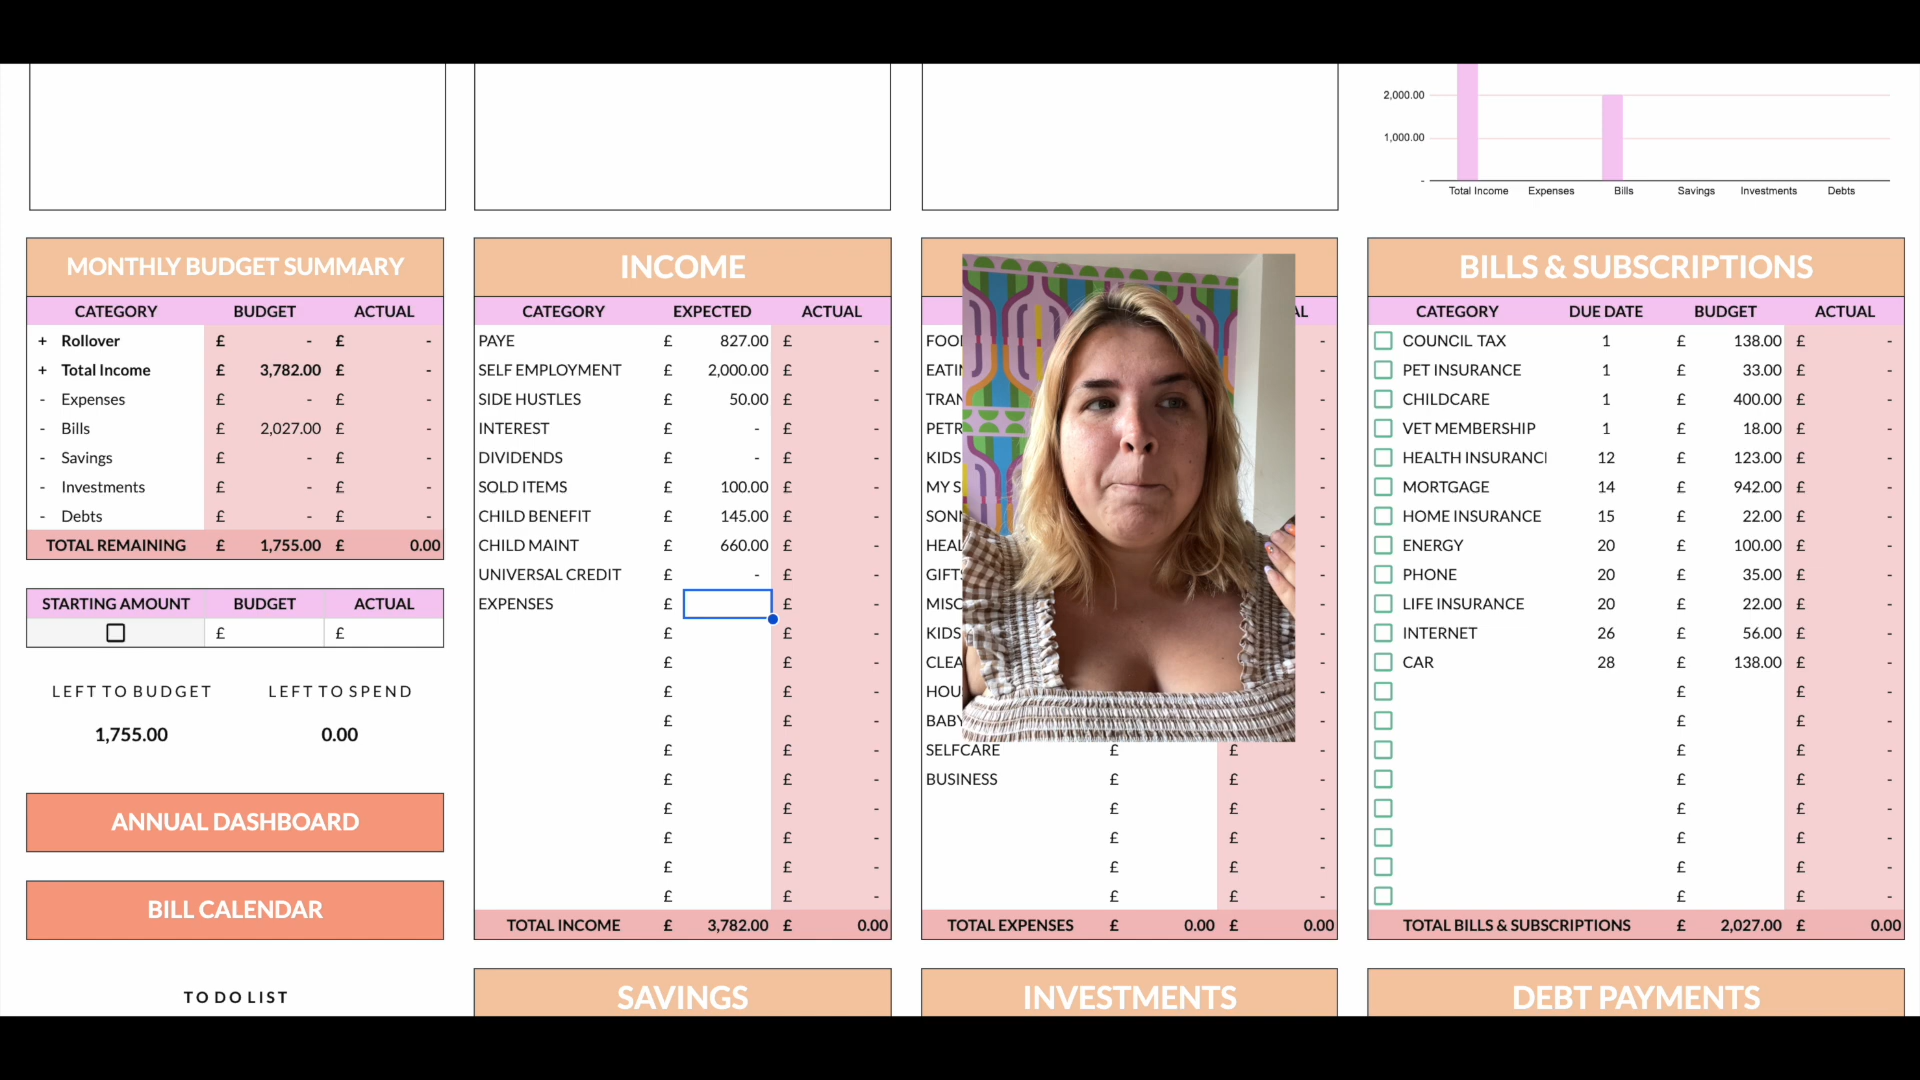 2,000.00
1,000.00
-
Total Income Expenses Bills Savings Investments Debts
MONTHLY BUDGET SUMMARY
CATEGORY BUDGET ACTUAL
+ Rollover £ - £ -
+ Total Income £ 3,782.00 £ -
- Expenses £ - £ -
- Bills £ 2,027.00 £ -
- Savings £ - £ -
- Investments £ - £ -
- Debts £ - £ -
TOTAL REMAINING £ 1,755.00 £ 0.00
STARTING AMOUNT BUDGET ACTUAL
£ £
LEFT TO BUDGET LEFT TO SPEND
1,755.00 0.00
ANNUAL DASHBOARD
BILL CALENDAR
TO DO LIST
INCOME
CATEGORY EXPECTED ACTUAL
PAYE £ 827.00 £ -
SELF EMPLOYMENT £ 2,000.00 £ -
SIDE HUSTLES £ 50.00 £ -
INTEREST £ - £ -
DIVIDENDS £ - £ -
SOLD ITEMS £ 100.00 £ -
CHILD BENEFIT £ 145.00 £ -
CHILD MAINT £ 660.00 £ -
UNIVERSAL CREDIT £ - £ -
EXPENSES £ £ -
£ £ -
£ £ -
£ £ -
£ £ -
£ £ -
£ £ -
£ £ -
£ £ -
£ £ -
£ £ -
TOTAL INCOME £ 3,782.00 £ 0.00
SAVINGS
-
-
-
-
-
-
-
-
-
-
KIDS -
-
-
-
SELFCARE £ £ -
BUSINESS £ £ -
£ £ -
£ £ -
£ £ -
£ £ -
TOTAL EXPENSES £ 0.00 £ 0.00
INVESTMENTS
BILLS & SUBSCRIPTIONS
CATEGORY DUE DATE BUDGET ACTUAL
COUNCIL TAX 1 £ 138.00 £ -
PET INSURANCE 1 £ 33.00 £ -
CHILDCARE 1 £ 400.00 £ -
VET MEMBERSHIP 1 £ 18.00 £ -
HEALTH INSURANC 12 £ 123.00 £ -
MORTGAGE 14 £ 942.00 £ -
HOME INSURANCE 15 £ 22.00 £ -
ENERGY 20 £ 100.00 £ -
PHONE 20 £ 35.00 £ -
LIFE INSURANCE 20 £ 22.00 £ -
INTERNET 26 £ 56.00 £ -
CAR 28 £ 138.00 £ -
£ £ -
£ £ -
£ £ -
£ £ -
£ £ -
£ £ -
£ £ -
£ £ -
TOTAL BILLS & SUBSCRIPTIONS £ 2,027.00 £ 0.00
DEBT PAYMENTS